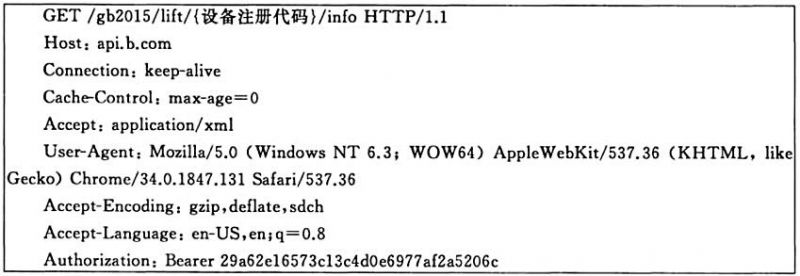 GET /gb2015/lift/{设备注册代码}/info HTTP/1.1
Host: api.b.com
Connection: keep-alive
Cache-Control: max-age=0
Accept: application/xml
User-Agent: Mozilla/5.0 (Windows NT 6.3; WOW64) AppleWebKit/537.36 (KHTML, like
Gecko) Chrome/34.0.1847.131 Safari/537.36
Accept-Encoding: gzip,deflate,sdch
Accept-Language: en-US,en;q=0.8
Authorization: Bearer 29a62e16573c13c4d0e6977af2a5206c